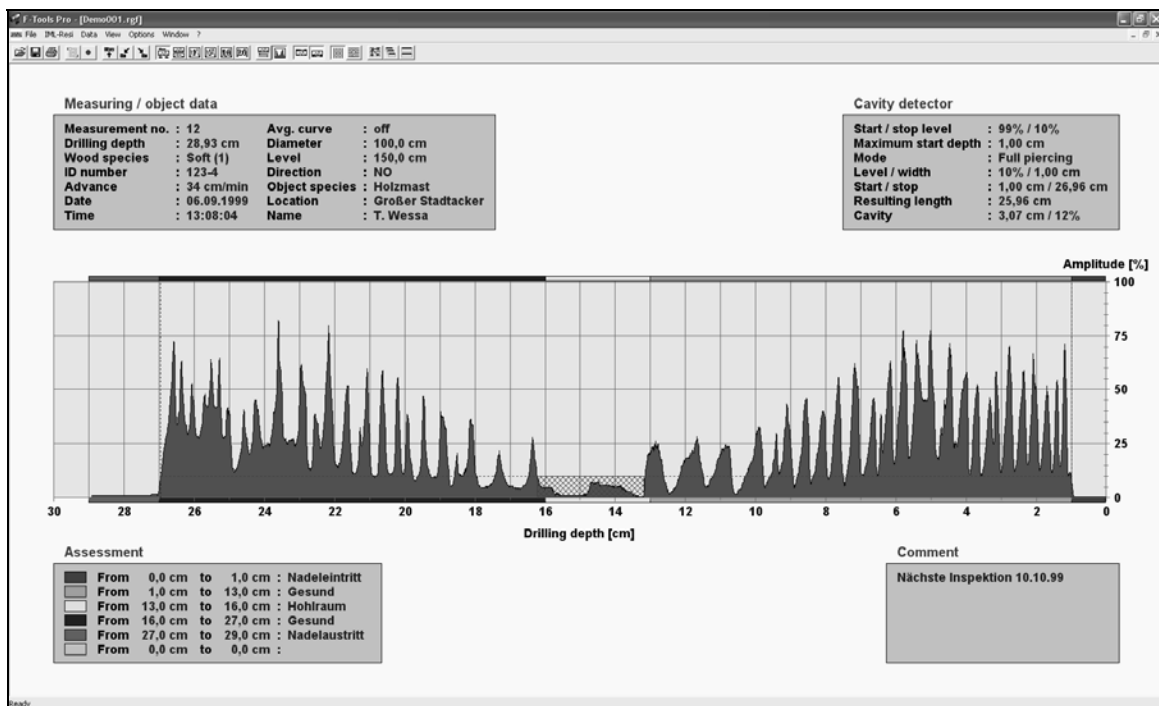 F-Tools Pro - [Demo001.rgf]
File IML-Resi Data View Options Window ?
Measuring / object data
Measurement no. : 12 Avg. curve : off
Drilling depth : 28,93 cm Diameter : 100,0 cm
Wood species : Soft (1) Level : 150,0 cm
ID number : 123-4 Direction : NO
Advance : 34 cm/min Object species : Holzmast
Date : 06.09.1999 Location : Großer Stadtacker
Time : 13:08:04 Name : T. Wessa
Cavity detector
Start / stop level : 99% / 10%
Maximum start depth : 1,00 cm
Mode : Full piercing
Level / width : 10% / 1,00 cm
Start / stop : 1,00 cm / 26,96 cm
Resulting length : 25,96 cm
Cavity : 3,07 cm / 12%
Amplitude [%]
100
75
50
25
0
30 28 26 24 22 20 18 16 14 12 10 8 6 4 2 0
Drilling depth [cm]
Assessment
From 0,0 cm to 1,0 cm : Nadeleintritt
From 1,0 cm to 13,0 cm : Gesund
From 13,0 cm to 16,0 cm : Hohlraum
From 16,0 cm to 27,0 cm : Gesund
From 27,0 cm to 29,0 cm : Nadelaustritt
From 0,0 cm to 0,0 cm :
Comment
Nächste Inspektion 10.10.99
Ready